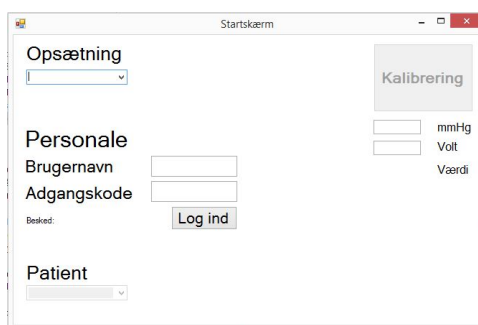 Startskærm
Opsætning
Kalibrering
mmHg
Personale
Volt
Brugernavn
Værdi
Adgangskode
Besked:
Log ind
Patient